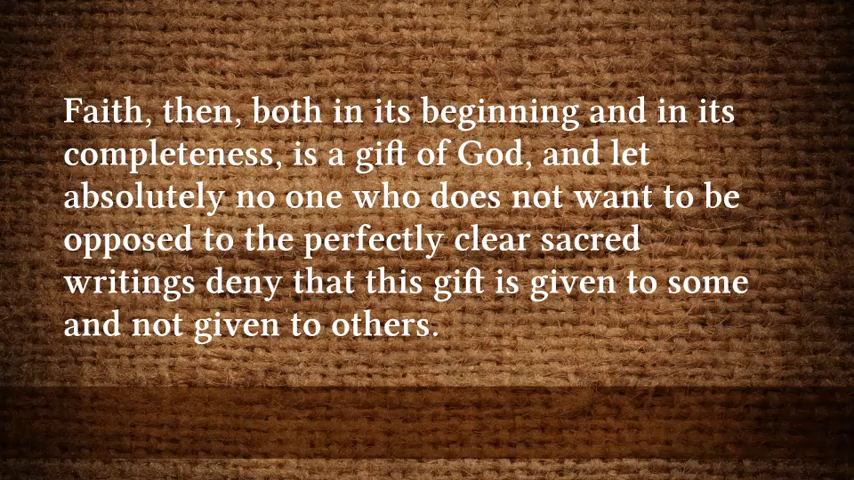 Faith, then, both in its beginning and in its
completeness, is a gift of God, and let
absolutely no one who does not want to be
opposed to the perfectly clear sacred
writings deny that this gift is given to some
and not given to others.